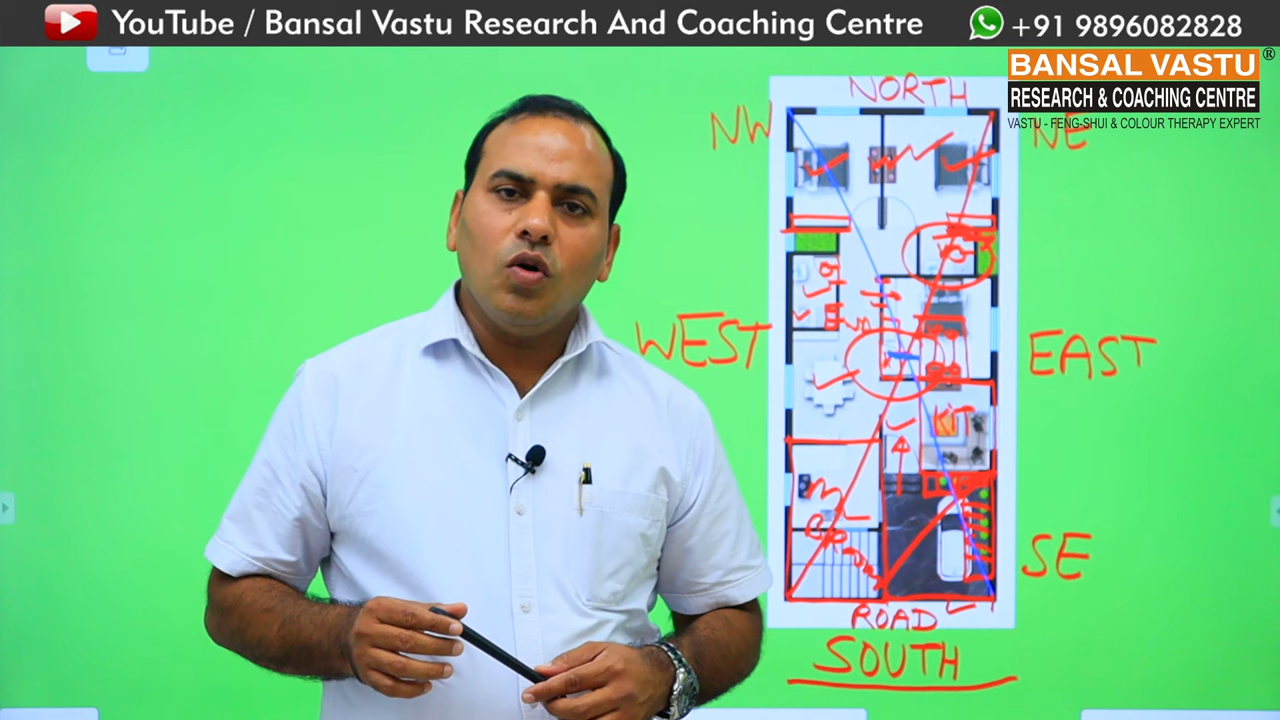 YouTube / Bansal Vastu Research And Coaching Centre
+91 9896082828
BANSAL VASTU®
RESEARCH & COACHING CENTRE
VASTU - FENG-SHUI & COLOUR THERAPY EXPERT
NORTH
NW
NE
WEST
EAST
KIT
SE
ROAD
SOUTH